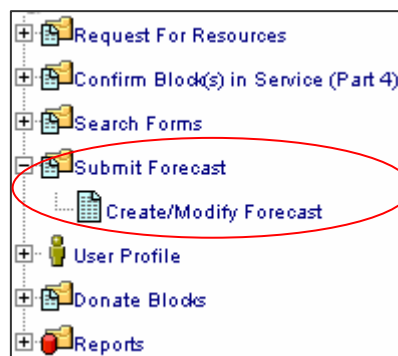 Request For Resources
Confirm Block(s) in Service (Part 4)
Search Forms
Submit Forecast
Create/Modify Forecast
User Profile
Donate Blocks
Reports